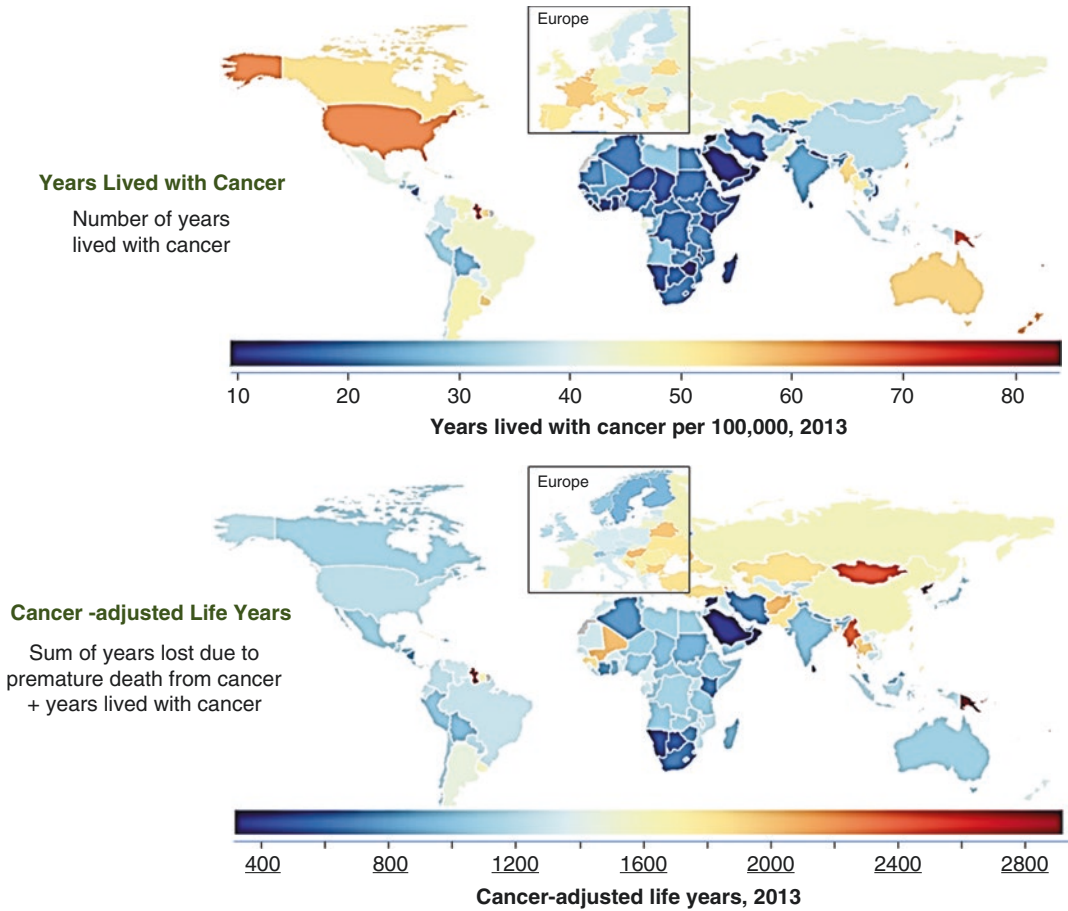 Europe
Years Lived with Cancer
Number of years
lived with cancer
10 20 30 40 50 60 70 80
Years lived with cancer per 100,000, 2013
Europe
Cancer -adjusted Life Years
Sum of years lost due to
premature death from cancer
+ years lived with cancer
400 800 1200 1600 2000 2400 2800
Cancer-adjusted life years, 2013